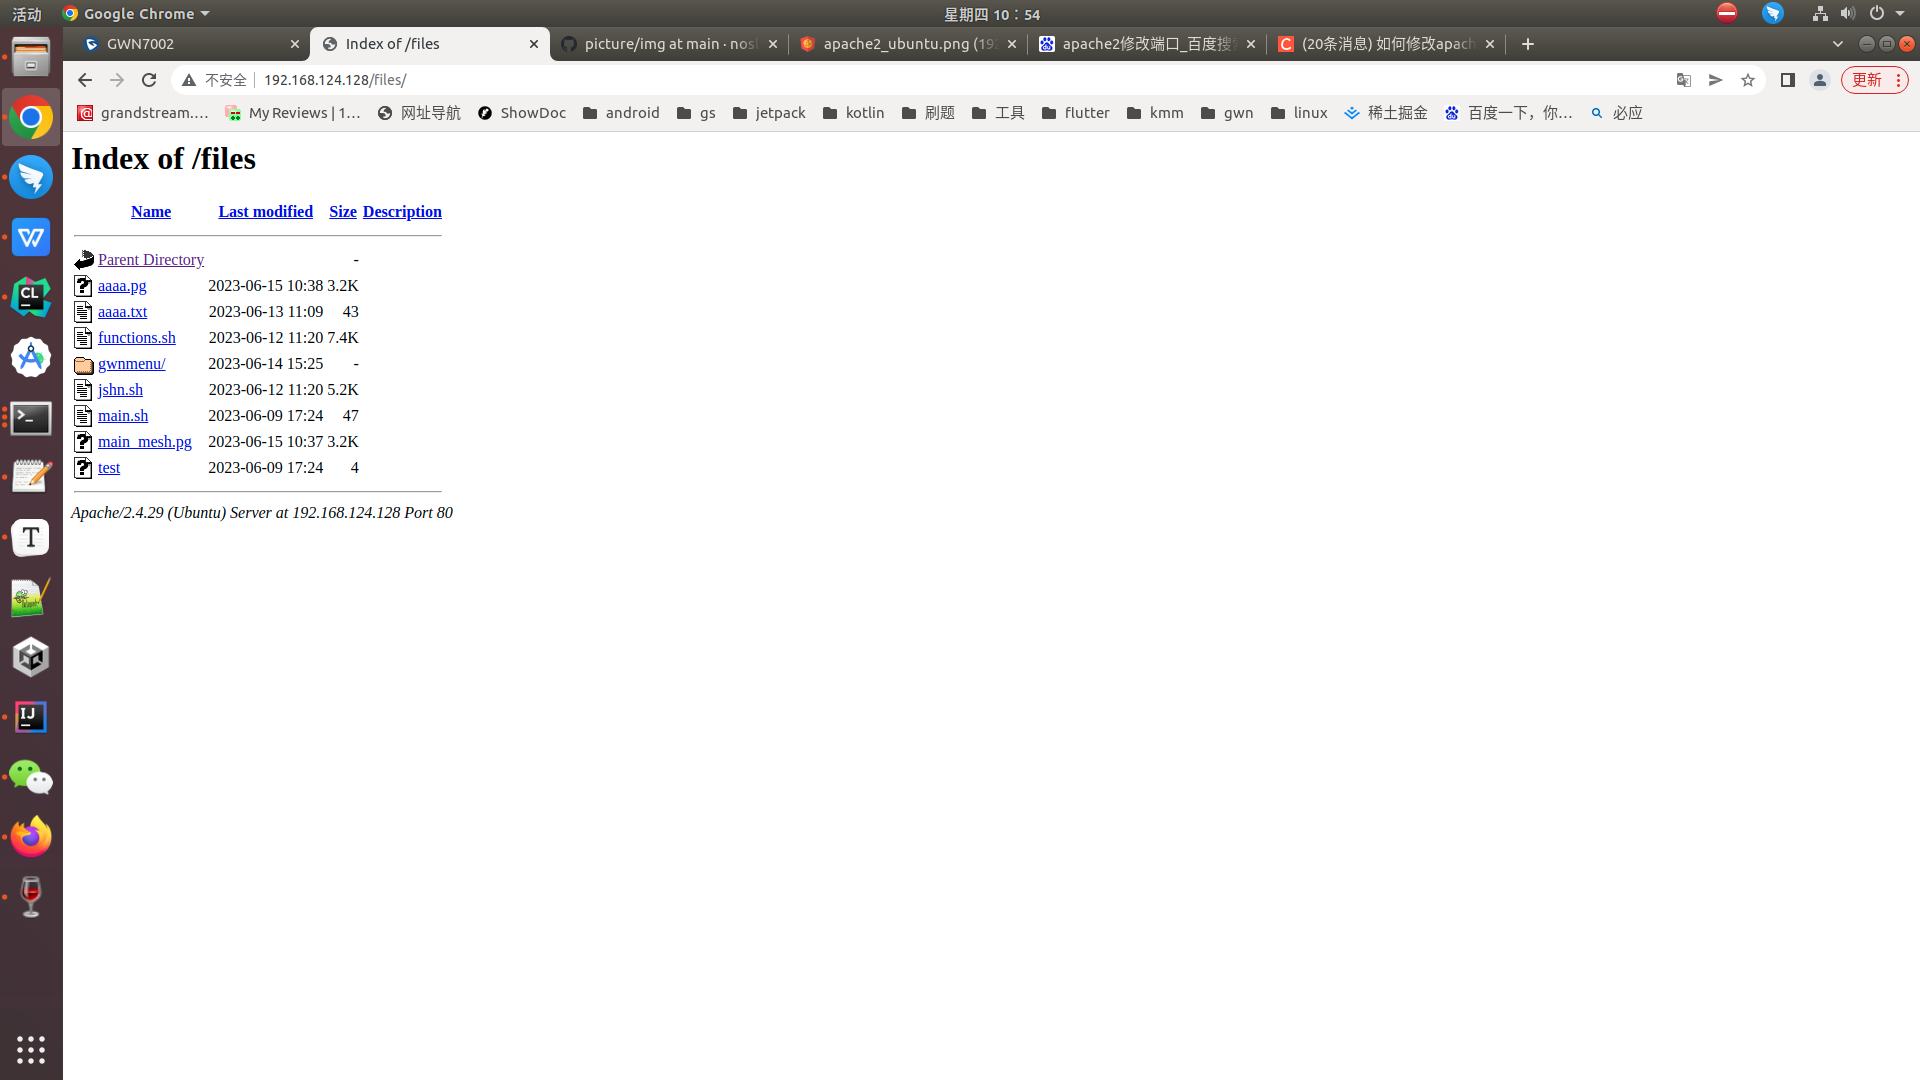 活动 Google Chrome 星期四 10：54
GWN7002 Index of /files picture/img at main · nos apache2_ubuntu.png (19 apache2修改端口_百度搜 (20条消息) 如何修改apach
不安全 192.168.124.128/files/ 更新
grandstream.... My Reviews | 1... 网址导航 ShowDoc android gs jetpack kotlin 刷题 工具 flutter kmm gwn linux 稀土掘金 百度一下，你... 必应
Index of /files
Name Last modified Size Description
Parent Directory -
aaaa.pg 2023-06-15 10:38 3.2K
aaaa.txt 2023-06-13 11:09 43
functions.sh 2023-06-12 11:20 7.4K
gwnmenu/ 2023-06-14 15:25 -
jshn.sh 2023-06-12 11:20 5.2K
main.sh 2023-06-09 17:24 47
main_mesh.pg 2023-06-15 10:37 3.2K
test 2023-06-09 17:24 4
Apache/2.4.29 (Ubuntu) Server at 192.168.124.128 Port 80
CL
T
IJ